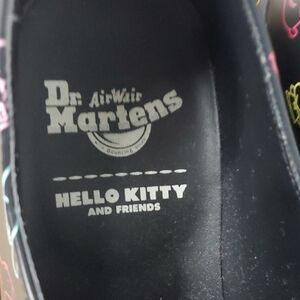 Dr. AirWair
Martens
HELLO KITTY
AND FRIENDS